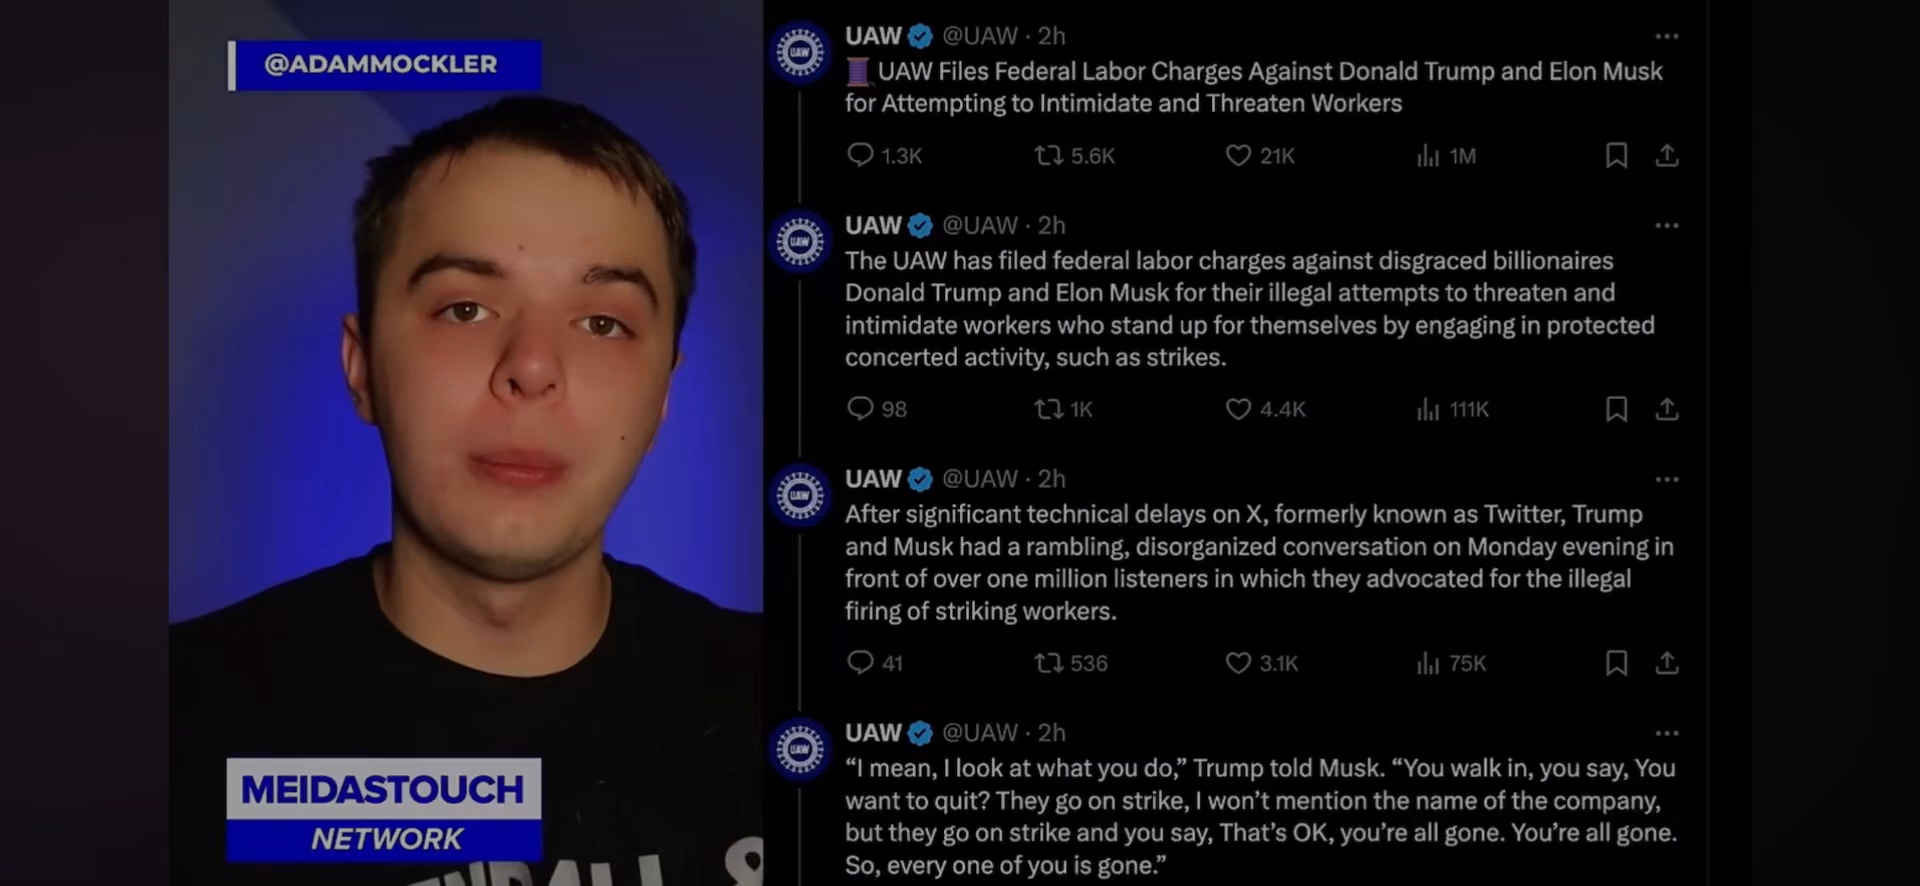 @ADAMMOCKLER
MEIDASTOUCH
NETWORK
&
UAW @UAW · 2h
UAW Files Federal Labor Charges Against Donald Trump and Elon Musk
for Attempting to Intimidate and Threaten Workers
1.3K 5.6K 21K 1M
UAW @UAW · 2h
The UAW has filed federal labor charges against disgraced billionaires
Donald Trump and Elon Musk for their illegal attempts to threaten and
intimidate workers who stand up for themselves by engaging in protected
concerted activity, such as strikes.
98 1K 4.4K 111K
UAW @UAW · 2h
After significant technical delays on X, formerly known as Twitter, Trump
and Musk had a rambling, disorganized conversation on Monday evening in
front of over one million listeners in which they advocated for the illegal
firing of striking workers.
41 536 3.1K 75K
UAW @UAW · 2h
“I mean, I look at what you do,” Trump told Musk. “You walk in, you say, You
want to quit? They go on strike, I won’t mention the name of the company,
but they go on strike and you say, That’s OK, you’re all gone. You’re all gone.
So, every one of you is gone.”